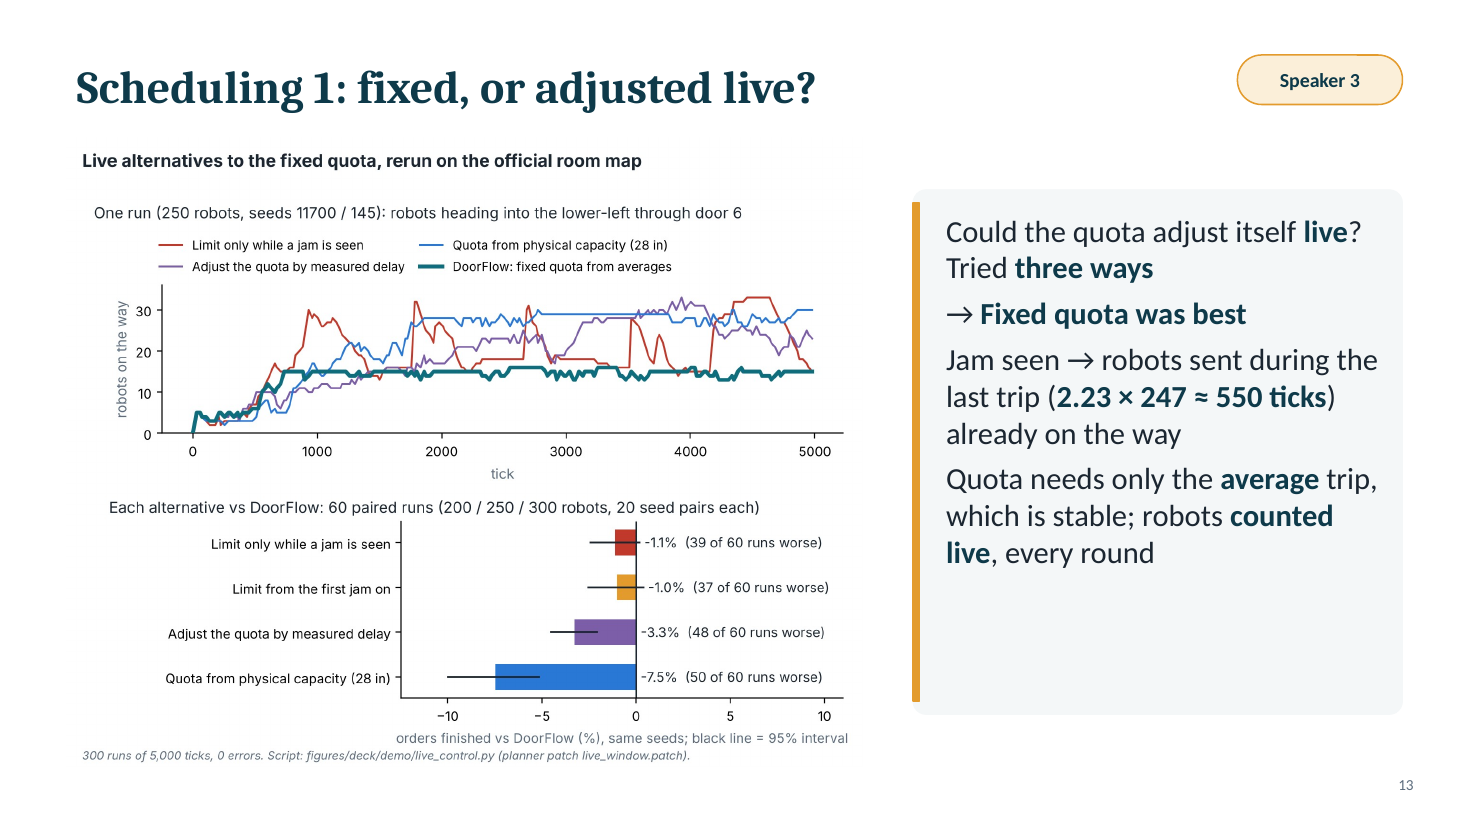 Scheduling 1: fixed, or adjusted live?
Speaker 3
Live alternatives to the fixed quota, rerun on the official room map
One run (250 robots, seeds 11700 / 145): robots heading into the lower-left through door 6
Limit only while a jam is seen
Quota from physical capacity (28 in)
Adjust the quota by measured delay
DoorFlow: fixed quota from averages
robots on the way
30
20
10
0
0 1000 2000 3000 4000 5000
tick
Each alternative vs DoorFlow: 60 paired runs (200 / 250 / 300 robots, 20 seed pairs each)
Limit only while a jam is seen -1.1% (39 of 60 runs worse)
Limit from the first jam on -1.0% (37 of 60 runs worse)
Adjust the quota by measured delay -3.3% (48 of 60 runs worse)
Quota from physical capacity (28 in) -7.5% (50 of 60 runs worse)
−10 −5 0 5 10
orders finished vs DoorFlow (%), same seeds; black line = 95% interval
300 runs of 5,000 ticks, 0 errors. Script: figures/deck/demo/live_control.py (planner patch live_window.patch).
Could the quota adjust itself live?
Tried three ways
→ Fixed quota was best
Jam seen → robots sent during the
last trip (2.23 × 247 ≈ 550 ticks)
already on the way
Quota needs only the average trip,
which is stable; robots counted
live, every round
13